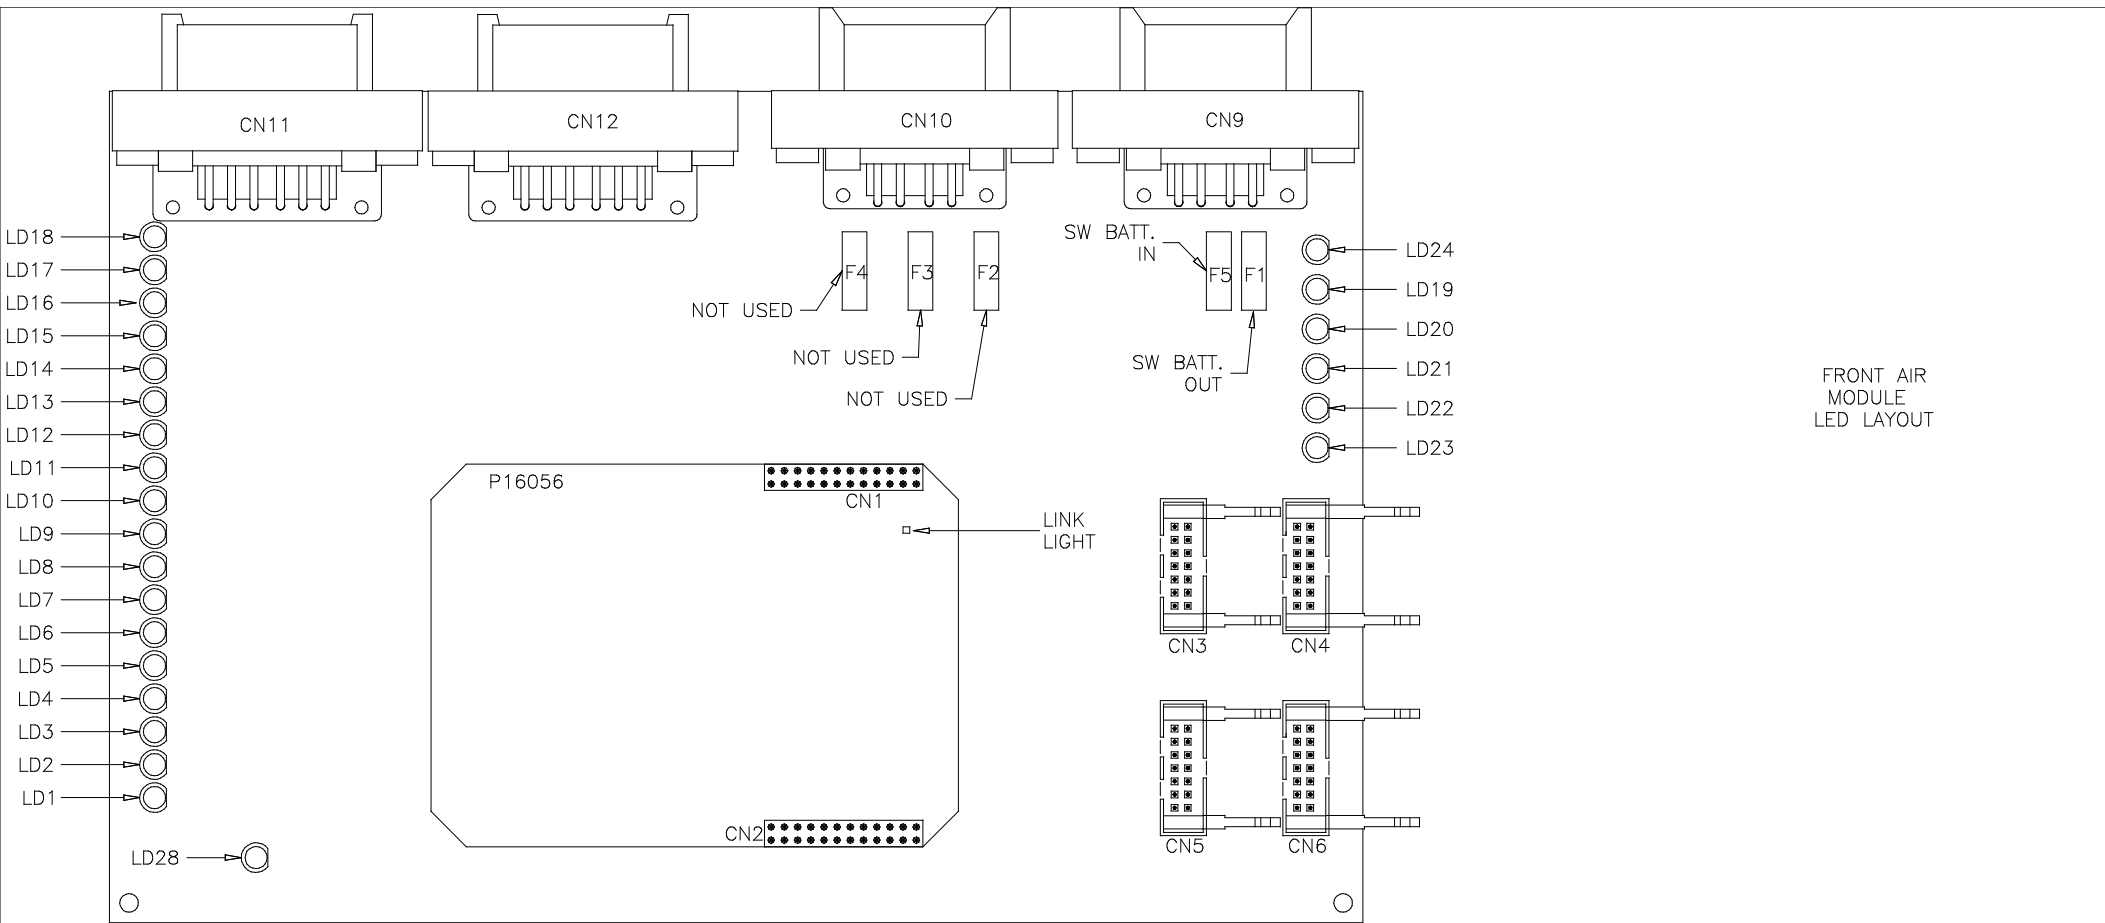 CN11
CN12
CN10
CN9
LD18
LD17
LD16
LD15
LD14
LD13
LD12
LD11
LD10
LD9
LD8
LD7
LD6
LD5
LD4
LD3
LD2
LD1
LD28
F4
F3
F2
NOT USED
NOT USED
NOT USED
SW BATT.
IN
F5
F1
SW BATT.
OUT
LD24
LD19
LD20
LD21
LD22
LD23
P16056
CN1
LINK
LIGHT
CN2
CN3
CN4
CN5
CN6
FRONT AIR
MODULE
LED LAYOUT